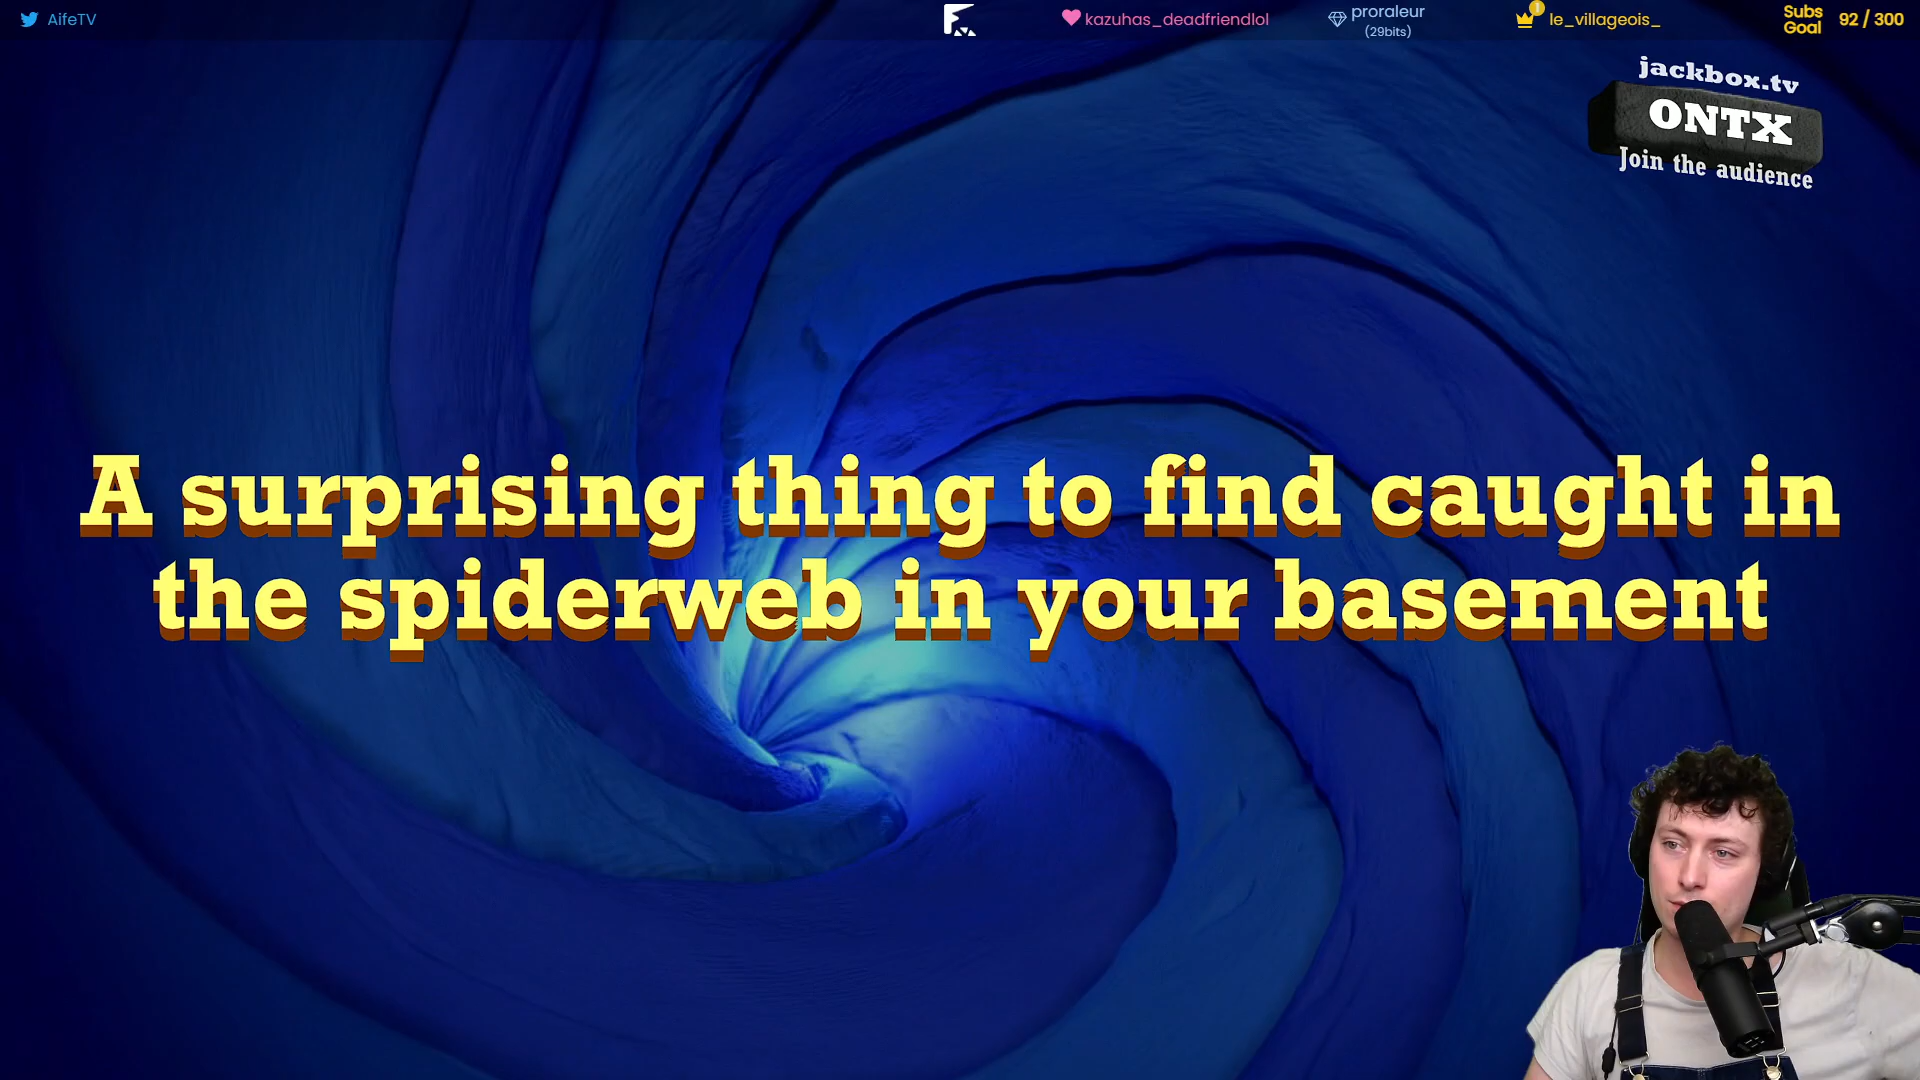 AifeTV
kazuhas_deadfriendlol
proraleur
(29bits)
1
le_villageois_
Subs
Goal
92 / 300
jackbox.tv
ONTX
Join the audience
A surprising thing to find caught in
the spiderweb in your basement